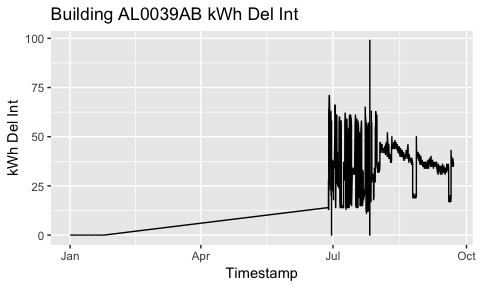 Building AL0039AB kWh Del Int
100
75
50
25
0
kWh Del Int
Jan
Apr
Jul
Oct
Timestamp